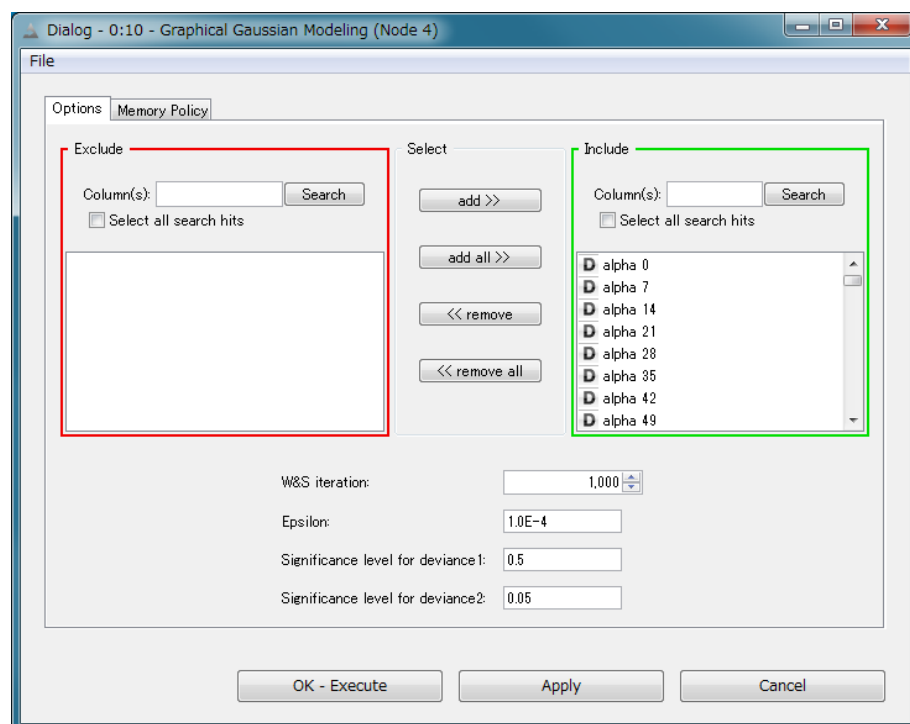 Dialog - 0:10 - Graphical Gaussian Modeling (Node 4)
File
Options Memory Policy
Exclude
Column(s): Search
Select all search hits
Select
add >>
add all >>
<< remove
<< remove all
Include
Column(s): Search
Select all search hits
D alpha 0
D alpha 7
D alpha 14
D alpha 21
D alpha 28
D alpha 35
D alpha 42
D alpha 49
W&S iteration: 1,000
Epsilon: 1.0E-4
Significance level for deviance1: 0.5
Significance level for deviance2: 0.05
OK - Execute Apply Cancel